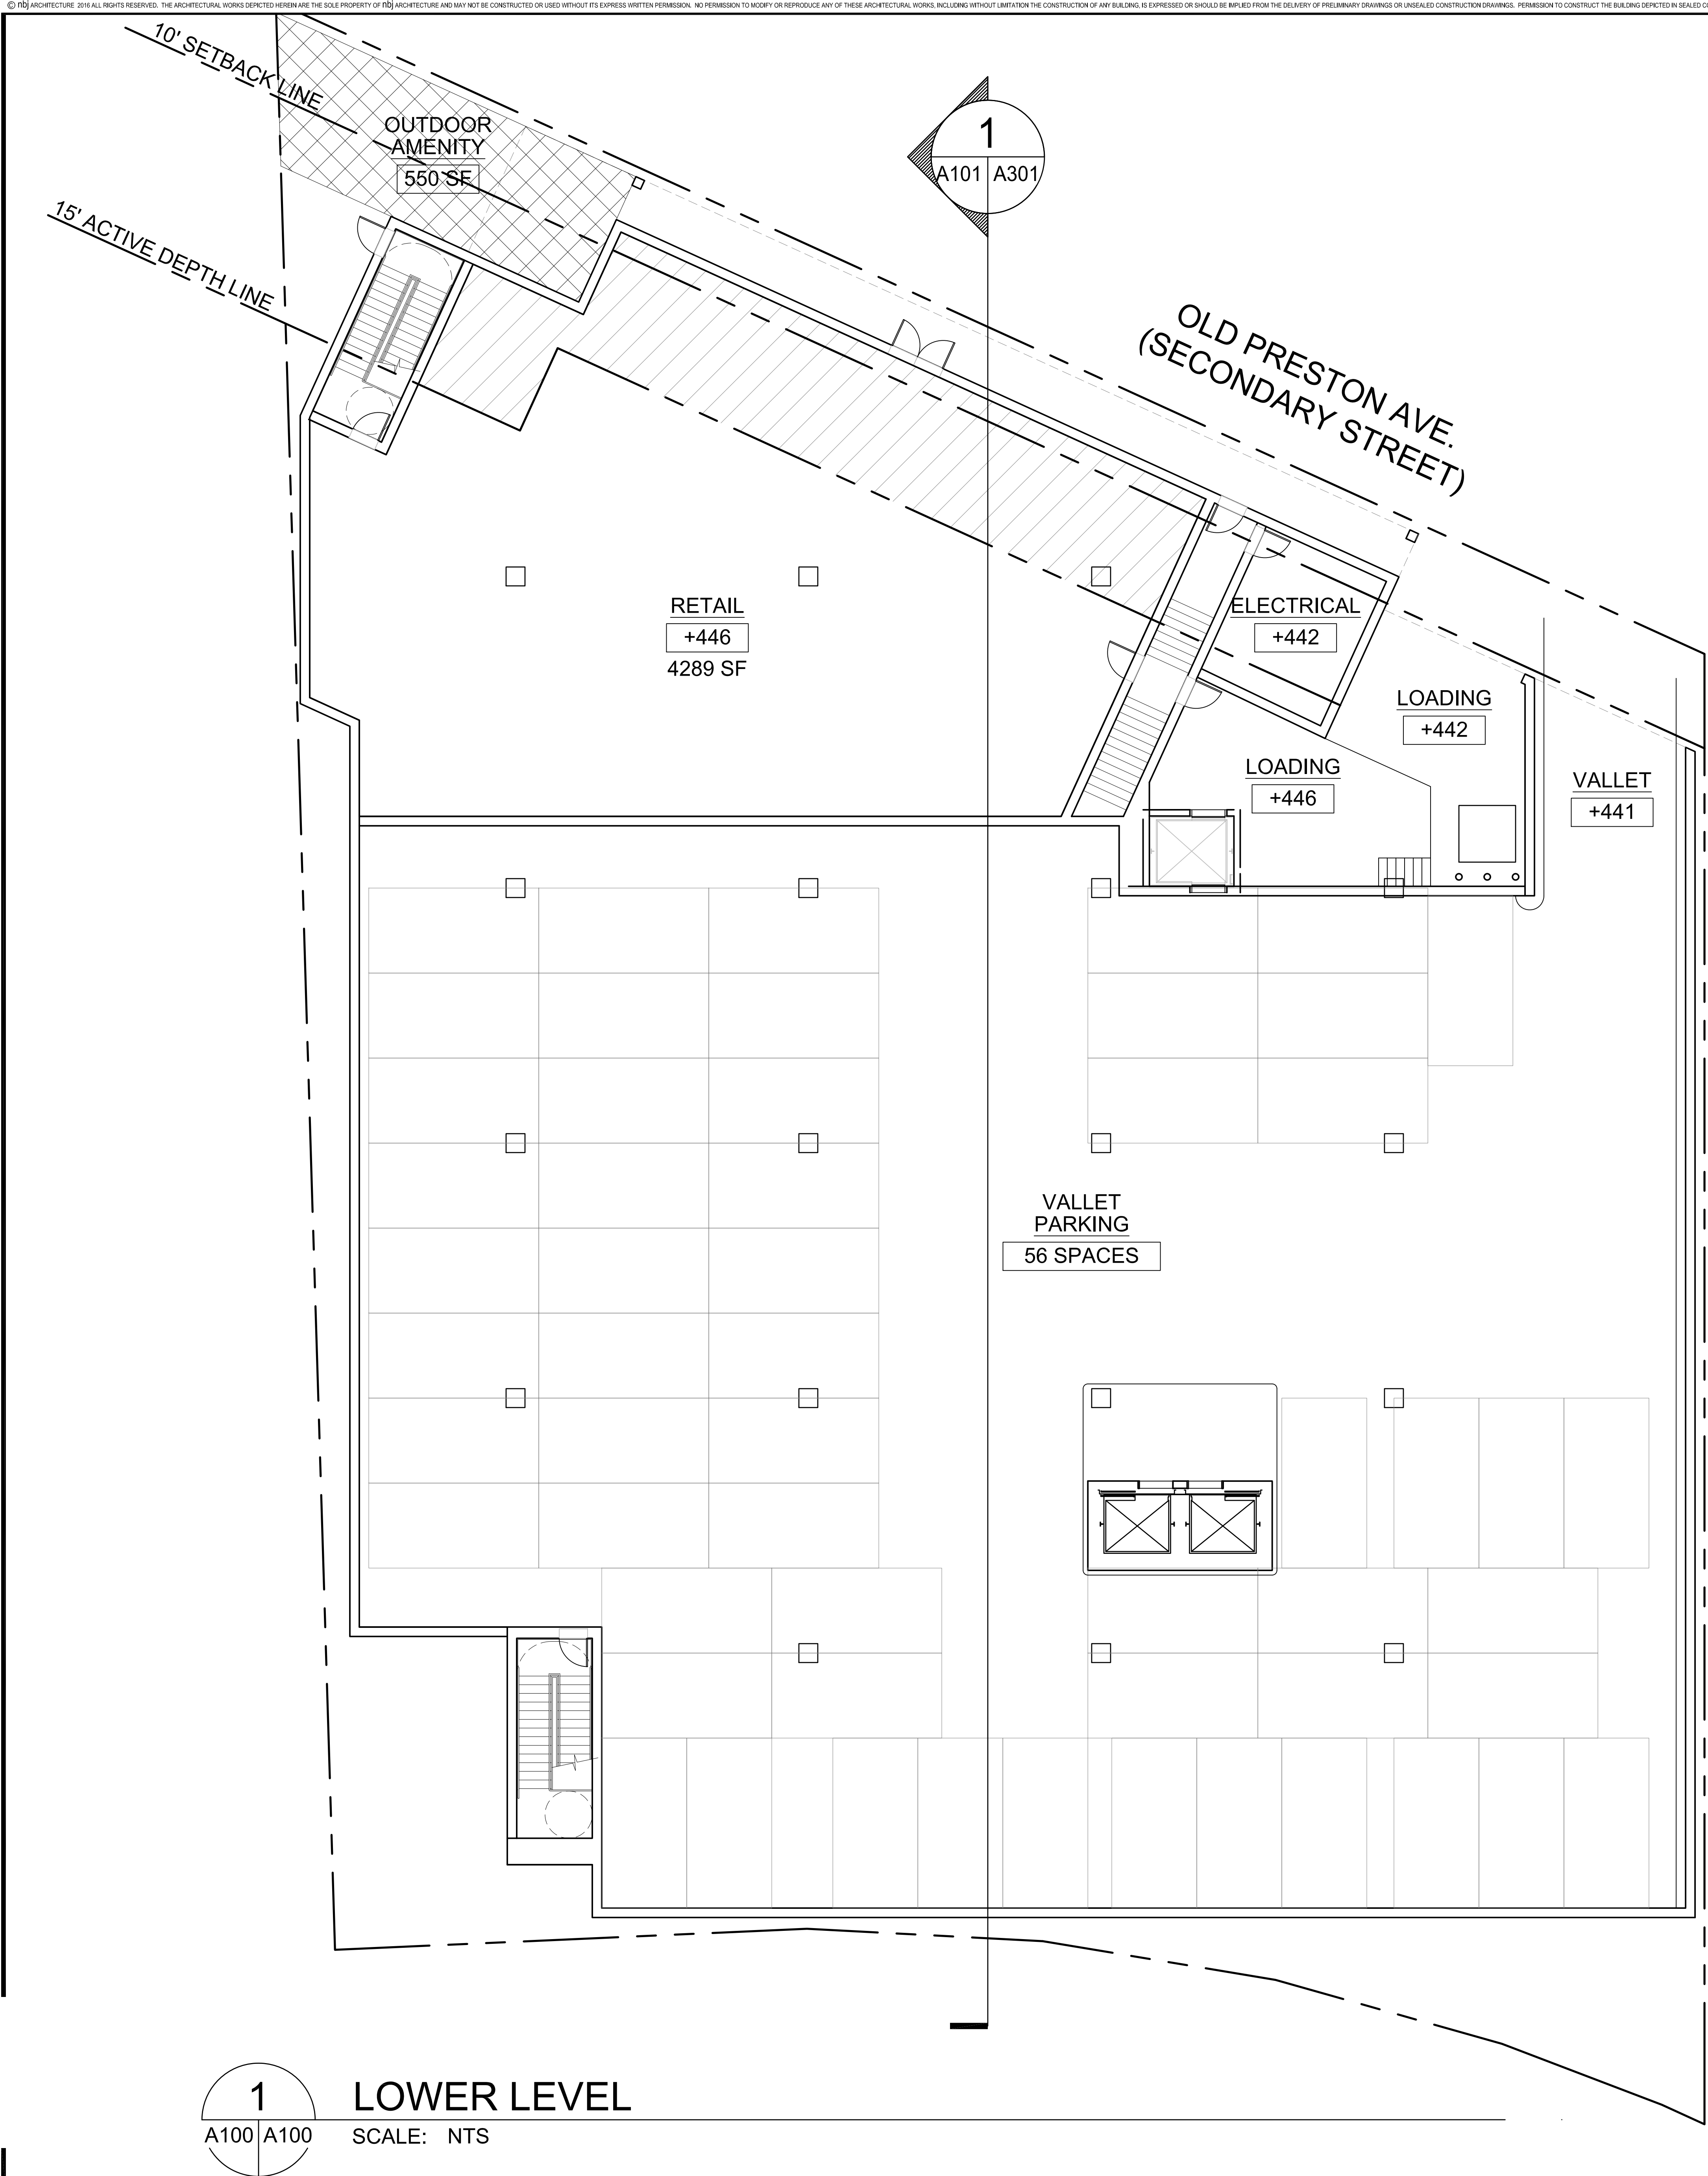 © nbj ARCHITECTURE 2016 ALL RIGHTS RESERVED. THE ARCHITECTURAL WORKS DEPICTED HEREIN ARE THE SOLE PROPERTY OF nbj ARCHITECTURE AND MAY NOT BE CONSTRUCTED OR USED WITHOUT ITS EXPRESS WRITTEN PERMISSION. NO PERMISSION TO MODIFY OR REPRODUCE ANY OF THESE ARCHITECTURAL WORKS, INCLUDING WITHOUT LIMITATION THE CONSTRUCTION OF ANY BUILDING, IS EXPRESSED OR SHOULD BE IMPLIED FROM THE DELIVERY OF PRELIMINARY DRAWINGS OR UNSEALED CONSTRUCTION DRAWINGS. PERMISSION TO CONSTRUCT THE BUILDING DEPICTED IN SEALED
10' SETBACK LINE
OUTDOOR
AMENITY
550 SF
1
A101 A301
15' ACTIVE DEPTH LINE
OLD PRESTON AVE.
(SECONDARY STREET)
RETAIL
+446
4289 SF
ELECTRICAL
+442
LOADING
+442
LOADING
+446
VALLET
+441
VALLET
PARKING
56 SPACES
1
A100 A100
LOWER LEVEL
SCALE: NTS